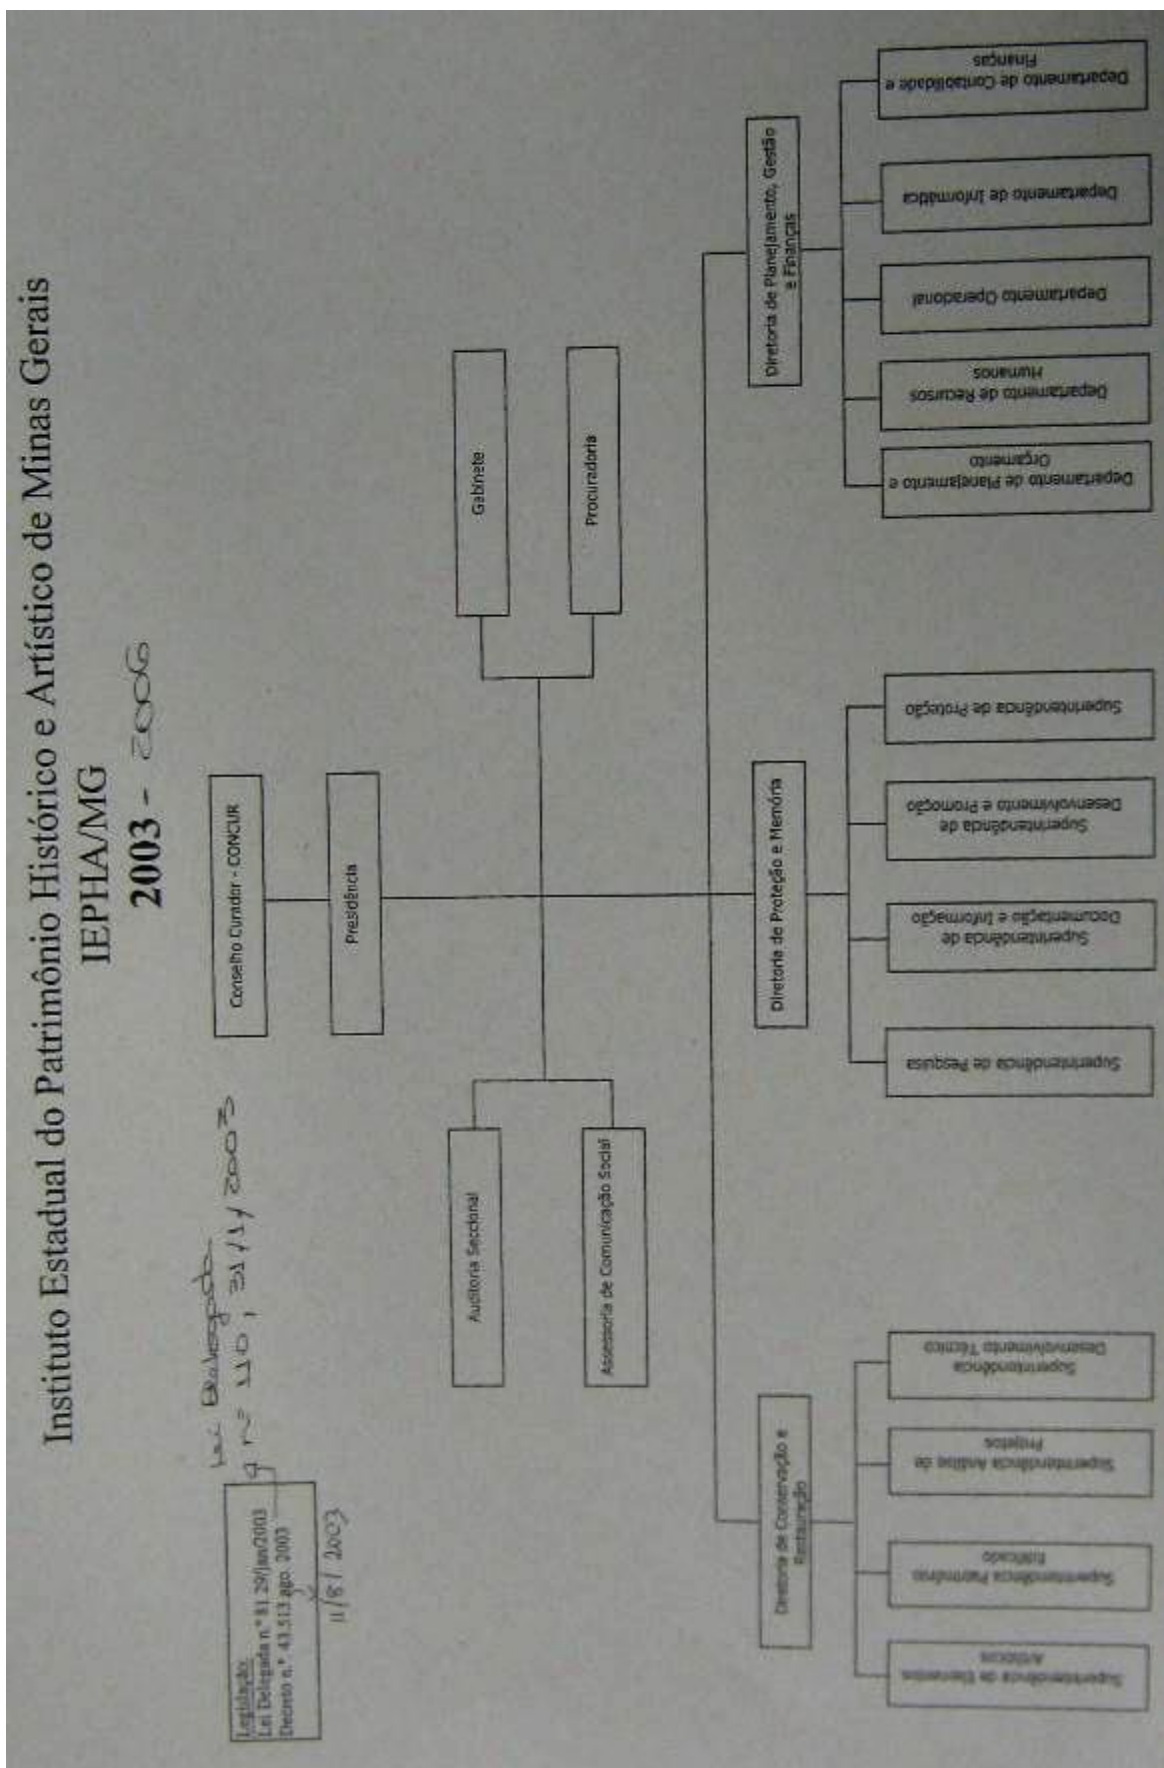 Instituto Estadual do Patrimônio Histórico e Artístico de Minas Gerais
IEPHA/MG
2003 - 2006
Legislação:
Lei Delegada n.º 81 29/jan/2003
Decreto n.º 43.513 ago. 2003
11/8/2003
Lei Delegada
nº 110, 31/1/2003
Conselho Curador - CONCUR
Presidência
Auditoria Seccional
Assessoria de Comunicação Social
Gabinete
Procuradoria
Diretoria de Conservação e
Restauração
Superintendência de Elementos
Artísticos
Superintendência Patrimônio
Edificado
Superintendência Análise de
Projetos
Superintendência
Desenvolvimento Técnico
Diretoria de Proteção e Memória
Superintendência de Pesquisa
Superintendência de
Documentação e Informação
Superintendência de
Desenvolvimento e Promoção
Superintendência de Proteção
Diretoria de Planejamento, Gestão
e Finanças
Departamento de Planejamento e
Orçamento
Departamento de Recursos
Humanos
Departamento Operacional
Departamento de Informática
Departamento de Contabilidade e
Finanças